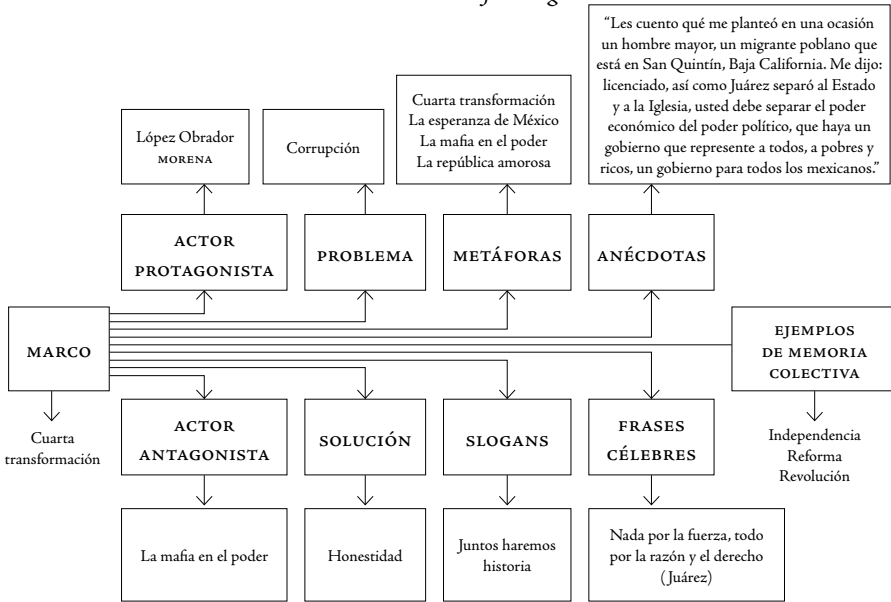 “Les cuento qué me planteó en una ocasión
un hombre mayor, un migrante poblano que
está en San Quintín, Baja California. Me dijo:
licenciado, así como Juárez separó al Estado
y a la Iglesia, usted debe separar el poder
económico del poder político, que haya un
gobierno que represente a todos, a pobres y
ricos, un gobierno para todos los mexicanos.”
Cuarta transformación
La esperanza de México
La mafia en el poder
La república amorosa
López Obrador
MORENA
Corrupción
ACTOR
PROTAGONISTA
PROBLEMA
METÁFORAS
ANÉCDOTAS
MARCO
EJEMPLOS
DE MEMORIA
COLECTIVA
ACTOR
ANTAGONISTA
SOLUCIÓN
SLOGANS
FRASES
CÉLEBRES
Cuarta
transformación
Independencia
Reforma
Revolución
La mafia en el poder
Honestidad
Juntos haremos
historia
Nada por la fuerza, todo
por la razón y el derecho
(Juárez)